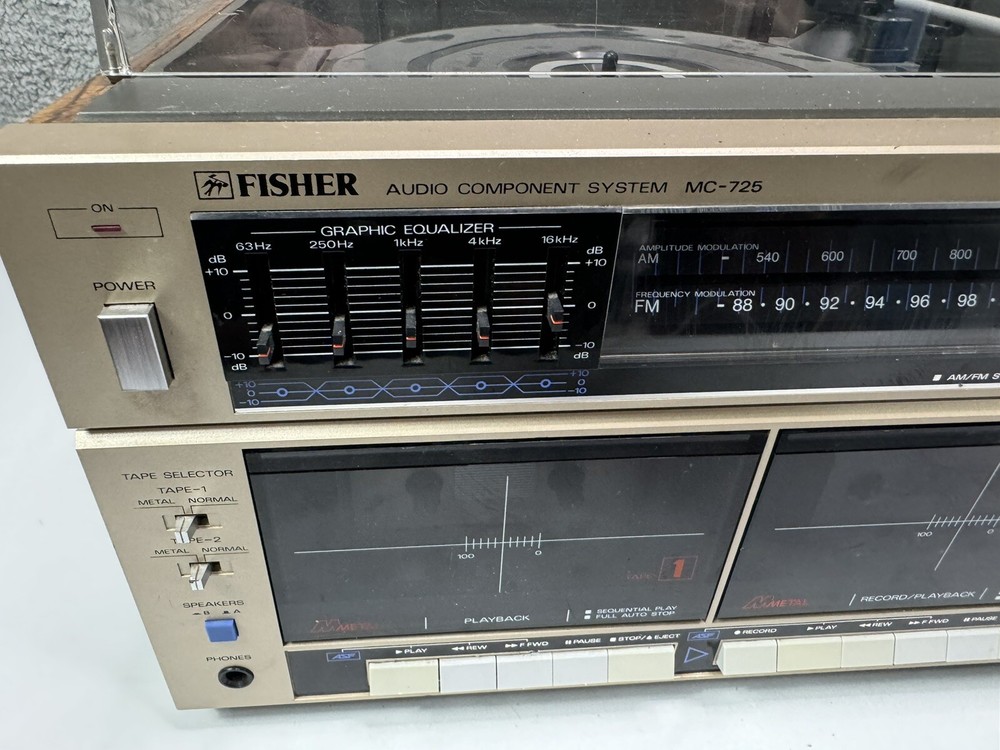 FISHER AUDIO COMPONENT SYSTEM MC-725
ON
POWER
GRAPHIC EQUALIZER
63Hz 250Hz 1kHz 4kHz 16kHz
dB dB
+10 +10
0 0
-10 -10
dB dB
+10 +10
0 0
-10 -10
AMPLITUDE MODULATION
AM 540 600 700 800
FREQUENCY MODULATION
FM 88 · 90 · 92 · 94 · 96 · 98 ·
AM/FM S
TAPE SELECTOR
TAPE-1
METAL NORMAL
TAPE-2
METAL NORMAL
SPEAKERS
B A
PHONES
100 0
TAPE 1
METAL PLAYBACK
SEQUENTIAL PLAY
FULL AUTO STOP
PLAY REW F.FWD PAUSE STOP/EJECT
100
METAL RECORD/PLAYBACK
RECORD PLAY REW F.FWD PAUSE